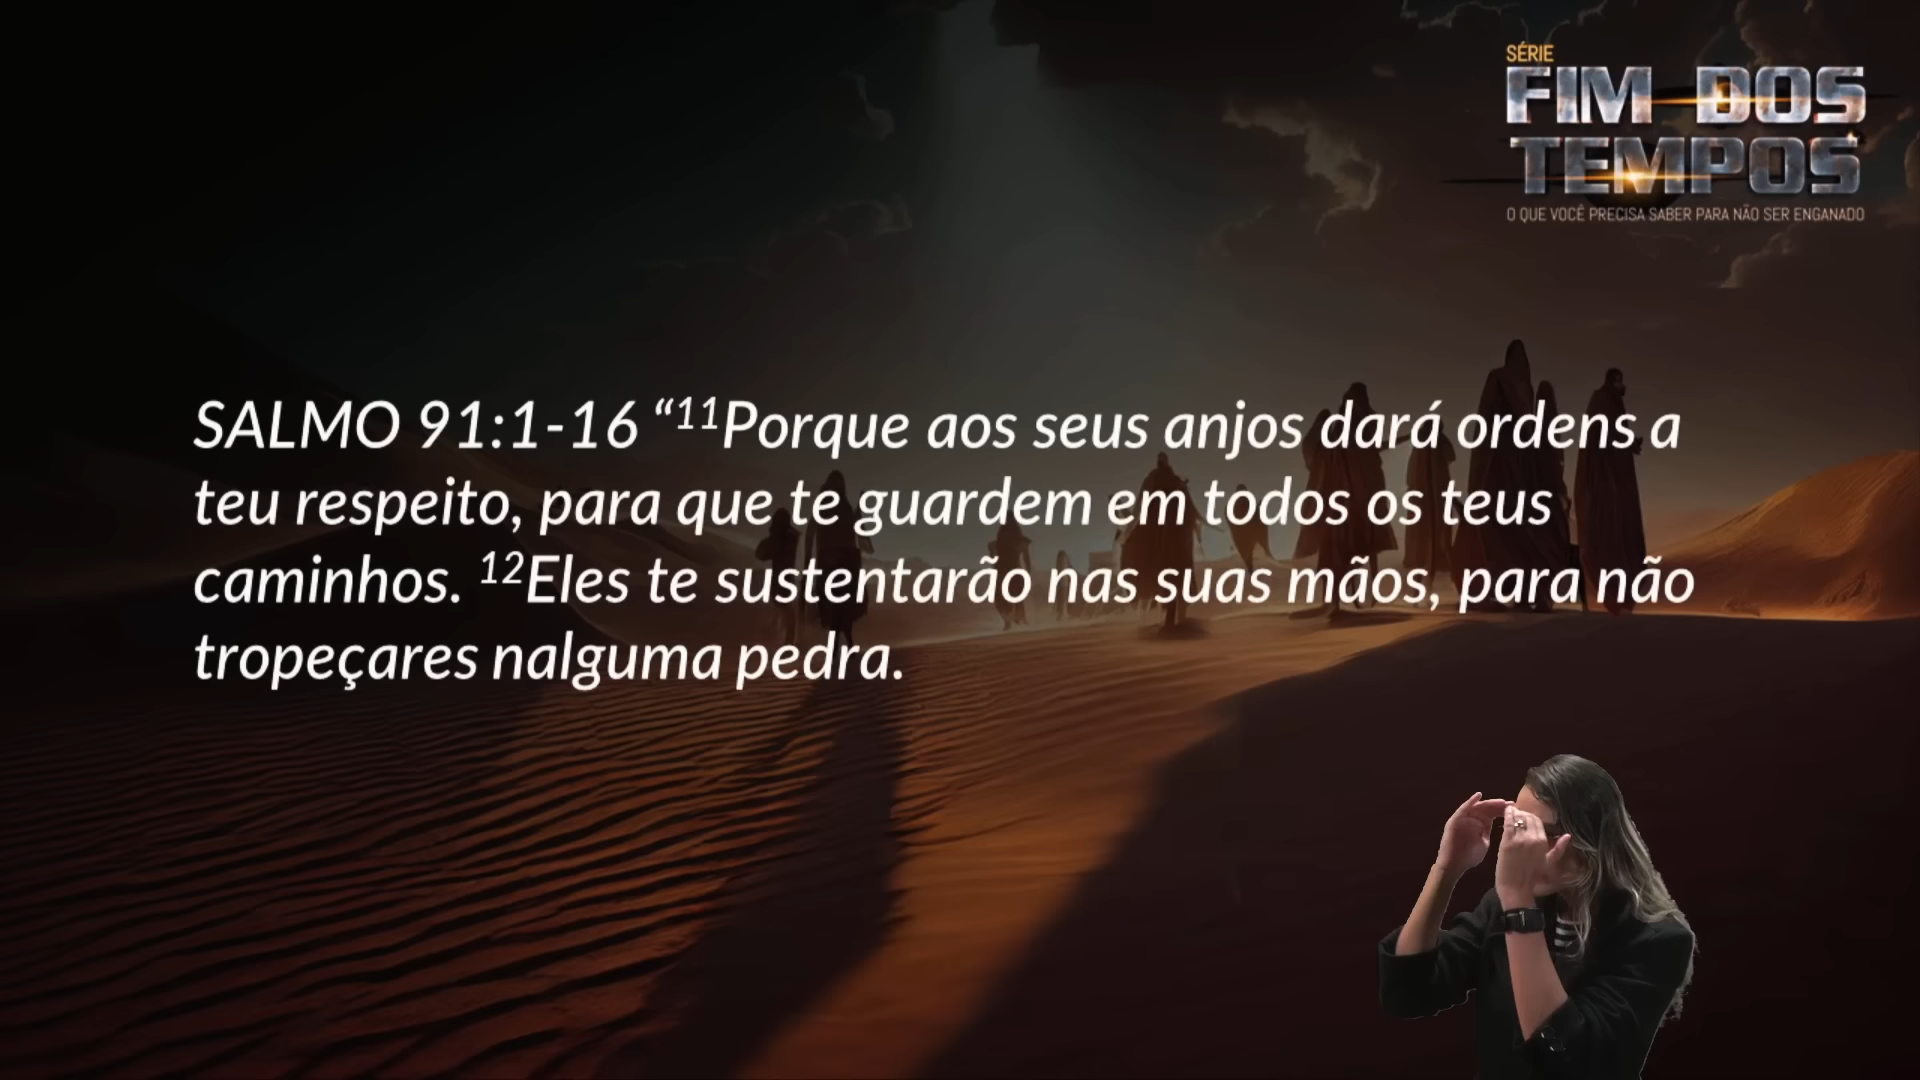 SÉRIE
FIM DOS
TEMPOS
O QUE VOCÊ PRECISA SABER PARA NÃO SER ENGANADO
SALMO 91:1-16 “¹¹Porque aos seus anjos dará ordens a
teu respeito, para que te guardem em todos os teus
caminhos. ¹²Eles te sustentarão nas suas mãos, para não
tropeçares nalguma pedra.